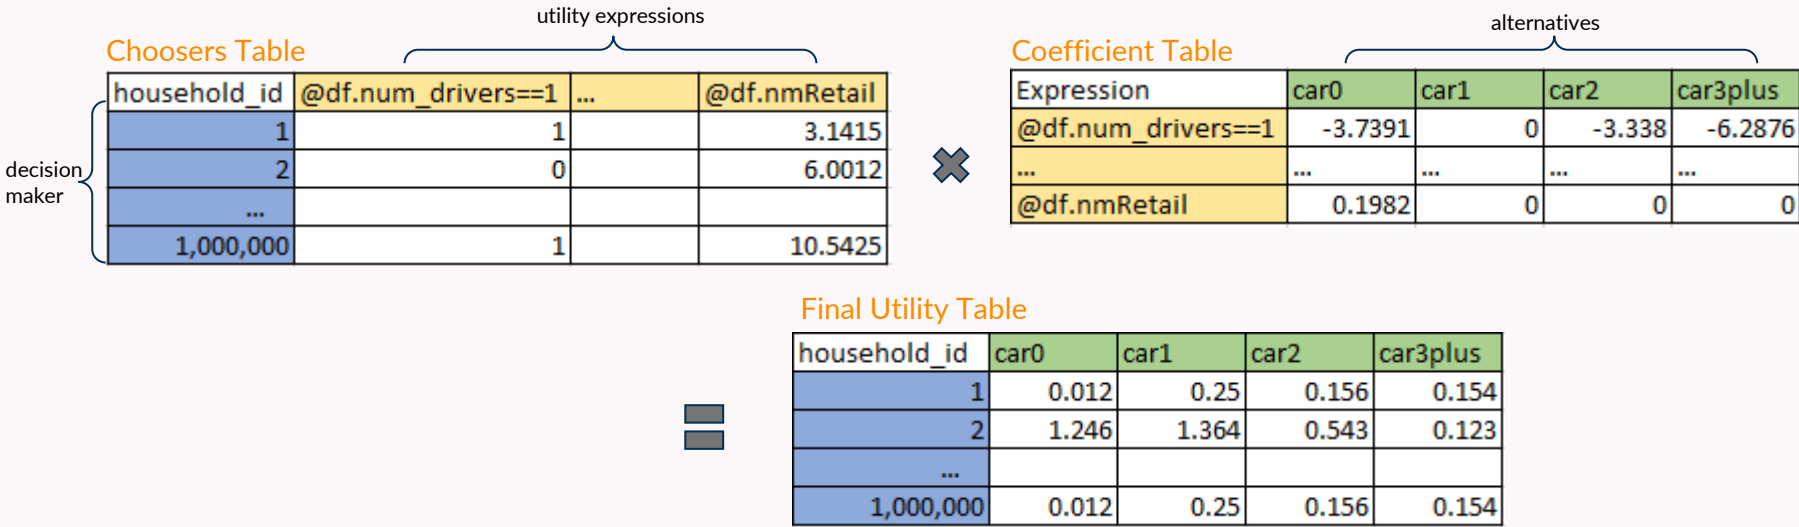 utility expressions
Choosers Table
household_id @df.num_drivers==1 ... @df.nmRetail
1 1 3.1415
2 0 6.0012
...
1,000,000 1 10.5425
decision
maker
alternatives
Coefficient Table
Expression car0 car1 car2 car3plus
@df.num_drivers==1 -3.7391 0 -3.338 -6.2876
... ... ... ... ...
@df.nmRetail 0.1982 0 0 0
Final Utility Table
household_id car0 car1 car2 car3plus
1 0.012 0.25 0.156 0.154
2 1.246 1.364 0.543 0.123
...
1,000,000 0.012 0.25 0.156 0.154